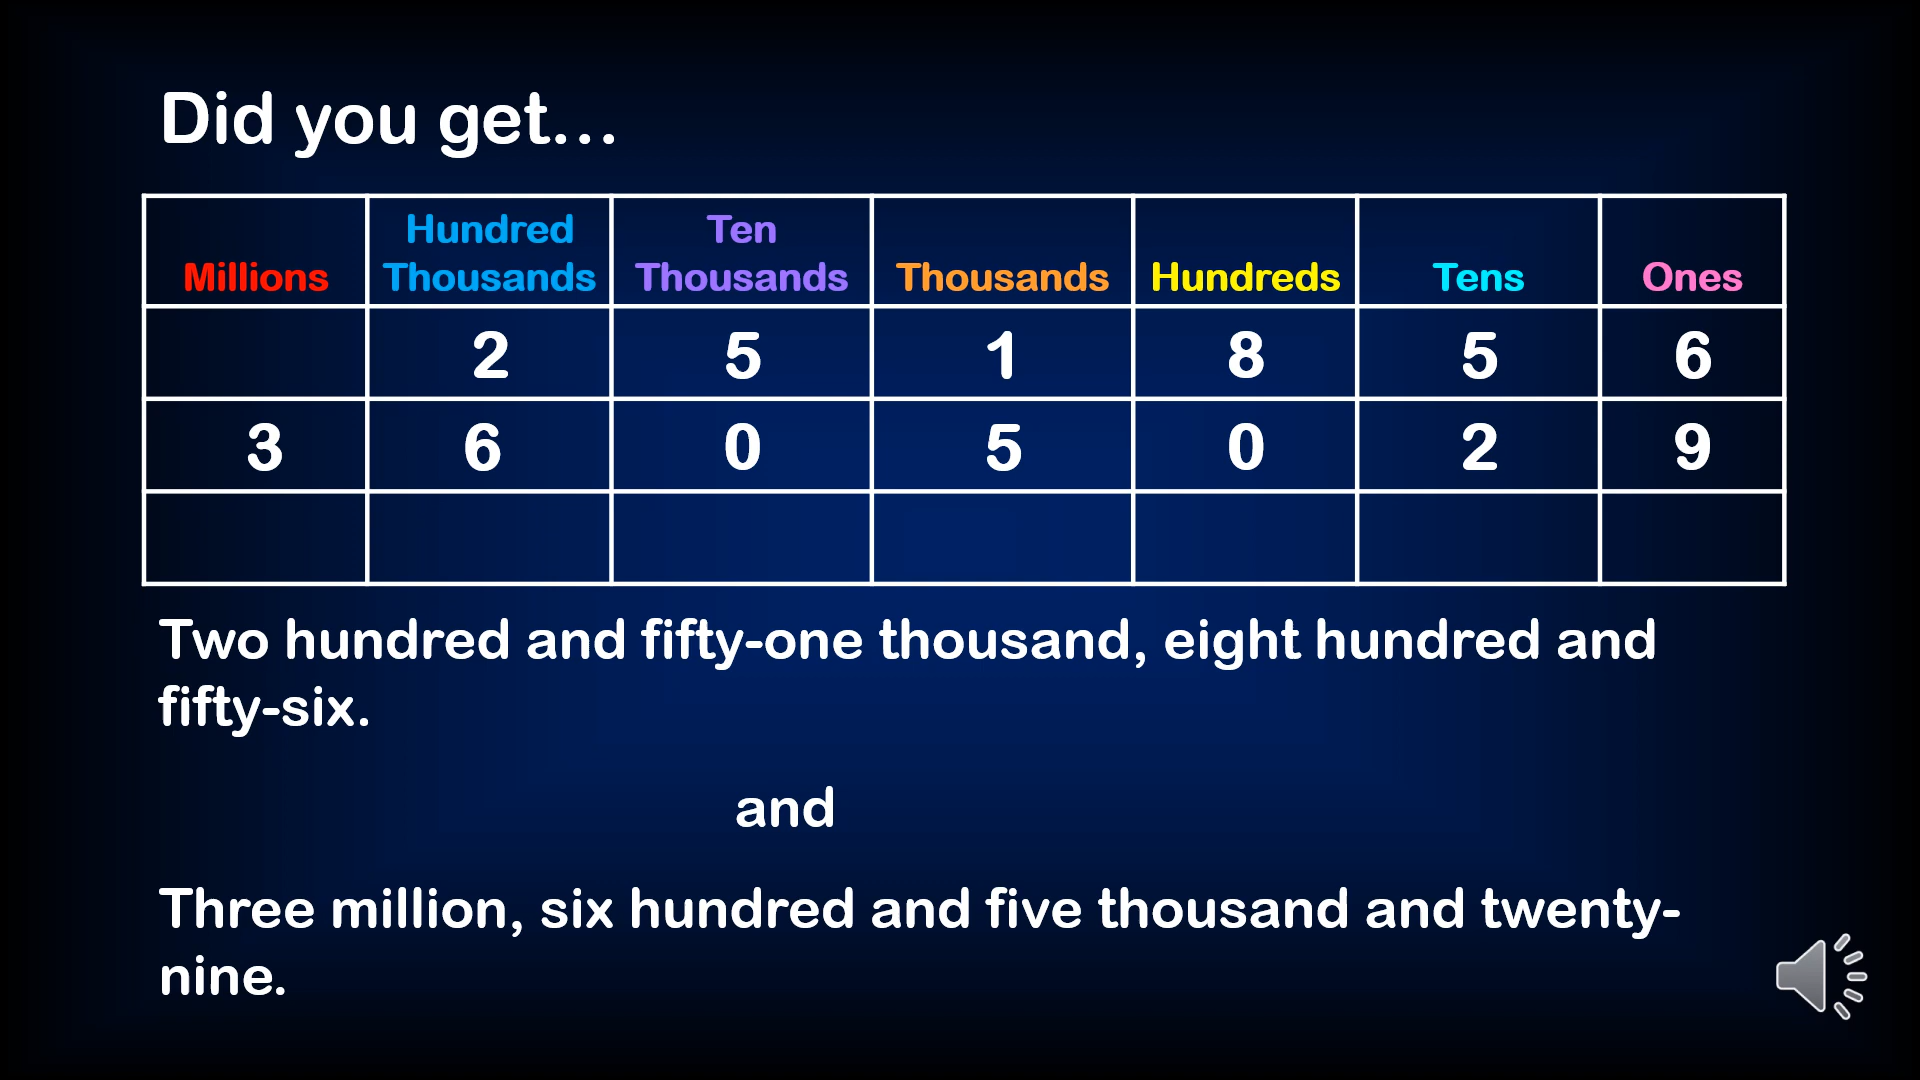 Did you get...
Millions Hundred Thousands Ten Thousands Thousands Hundreds Tens Ones
2 5 1 8 5 6
3 6 0 5 0 2 9
Two hundred and fifty-one thousand, eight hundred and
fifty-six.
and
Three million, six hundred and five thousand and twenty-
nine.